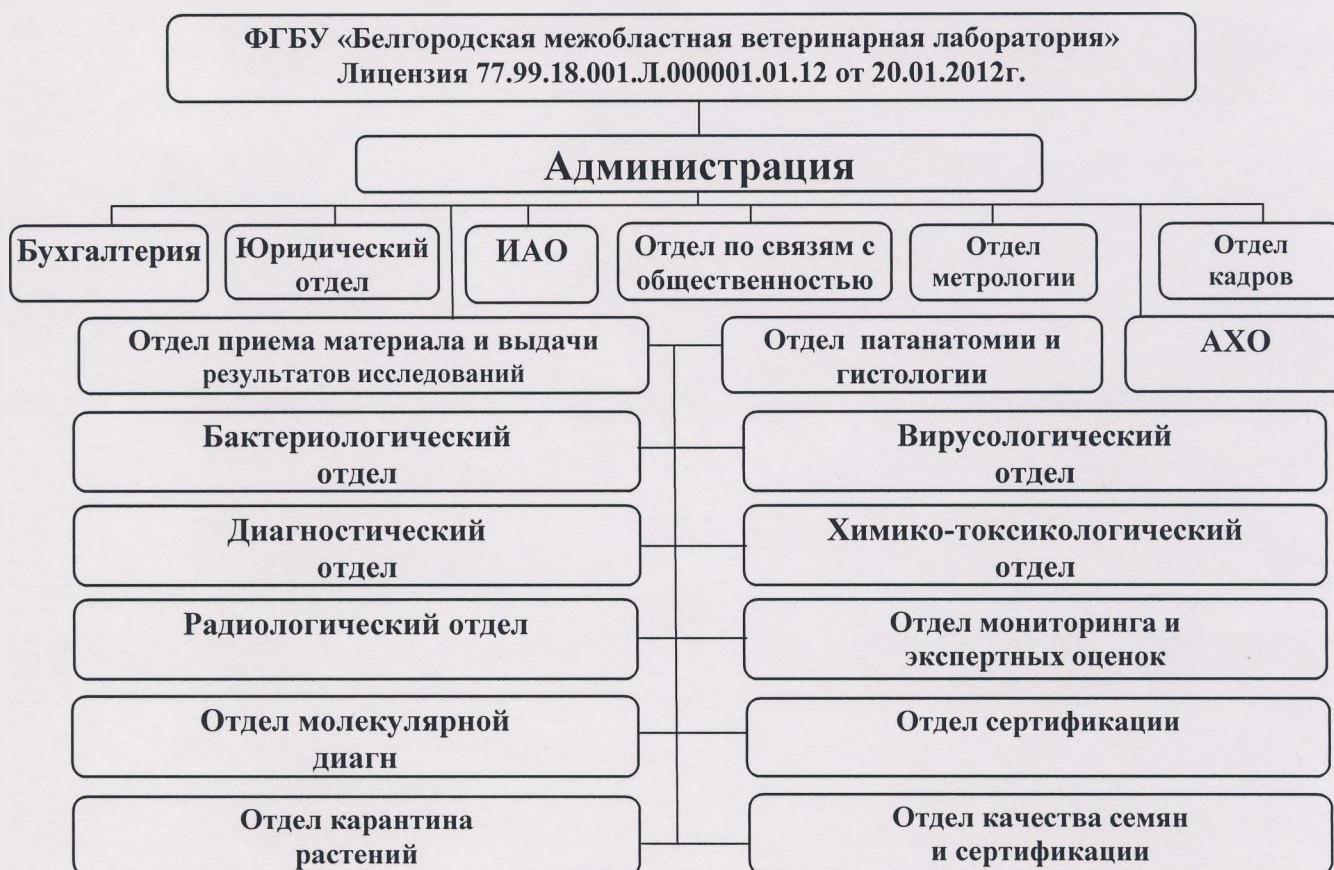 ФГБУ «Белгородская межобластная ветеринарная лаборатория»
Лицензия 77.99.18.001.Л.000001.01.12 от 20.01.2012г.
Администрация
Бухгалтерия
Юридический
отдел
ИАО
Отдел по связям с
общественностью
Отдел
метрологии
Отдел
кадров
Отдел приема материала и выдачи
результатов исследований
Отдел патанатомии и
гистологии
АХО
Бактериологический
отдел
Вирусологический
отдел
Диагностический
отдел
Химико-токсикологический
отдел
Радиологический отдел
Отдел мониторинга и
экспертных оценок
Отдел молекулярной
диагн
Отдел сертификации
Отдел карантина
растений
Отдел качества семян
и сертификации